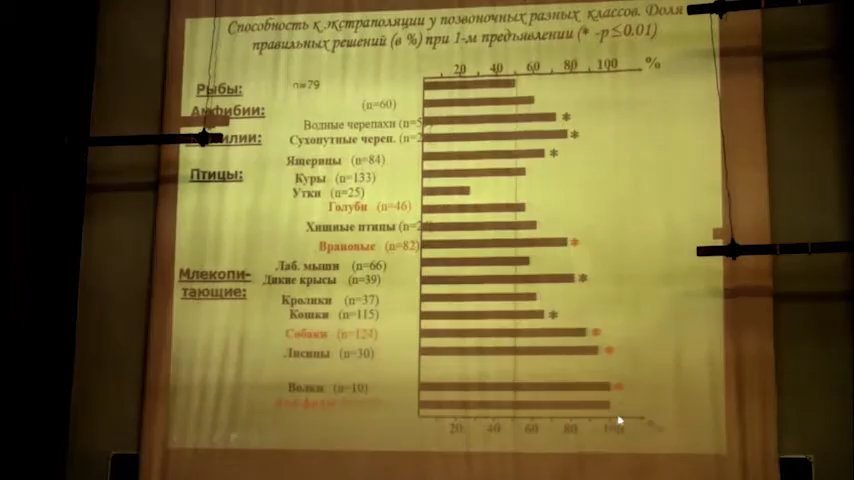 Способность к экстраполяции у позвоночных разных классов. Доля
правильных решений (в %) при 1-м предъявлении (* -p≤0.01)
20 40 60 80 100 %
Рыбы: n=79
Амфибии: (n=60)
Водные черепахи
*
Сухопутные череп. *
Ящерицы (n=84) *
Птицы: Куры (n=133)
Утки (n=25)
Голуби (n=46)
Хищные птицы
Врановые (n=82) *
Млекопи-
тающие:
Лаб. мыши (n=66)
Дикие крысы (n=39) *
Кролики (n=37)
Кошки (n=115) *
Собаки (n=124) *
Лисицы (n=30) *
Волки (n=10) *
20 40 60 80 100 %